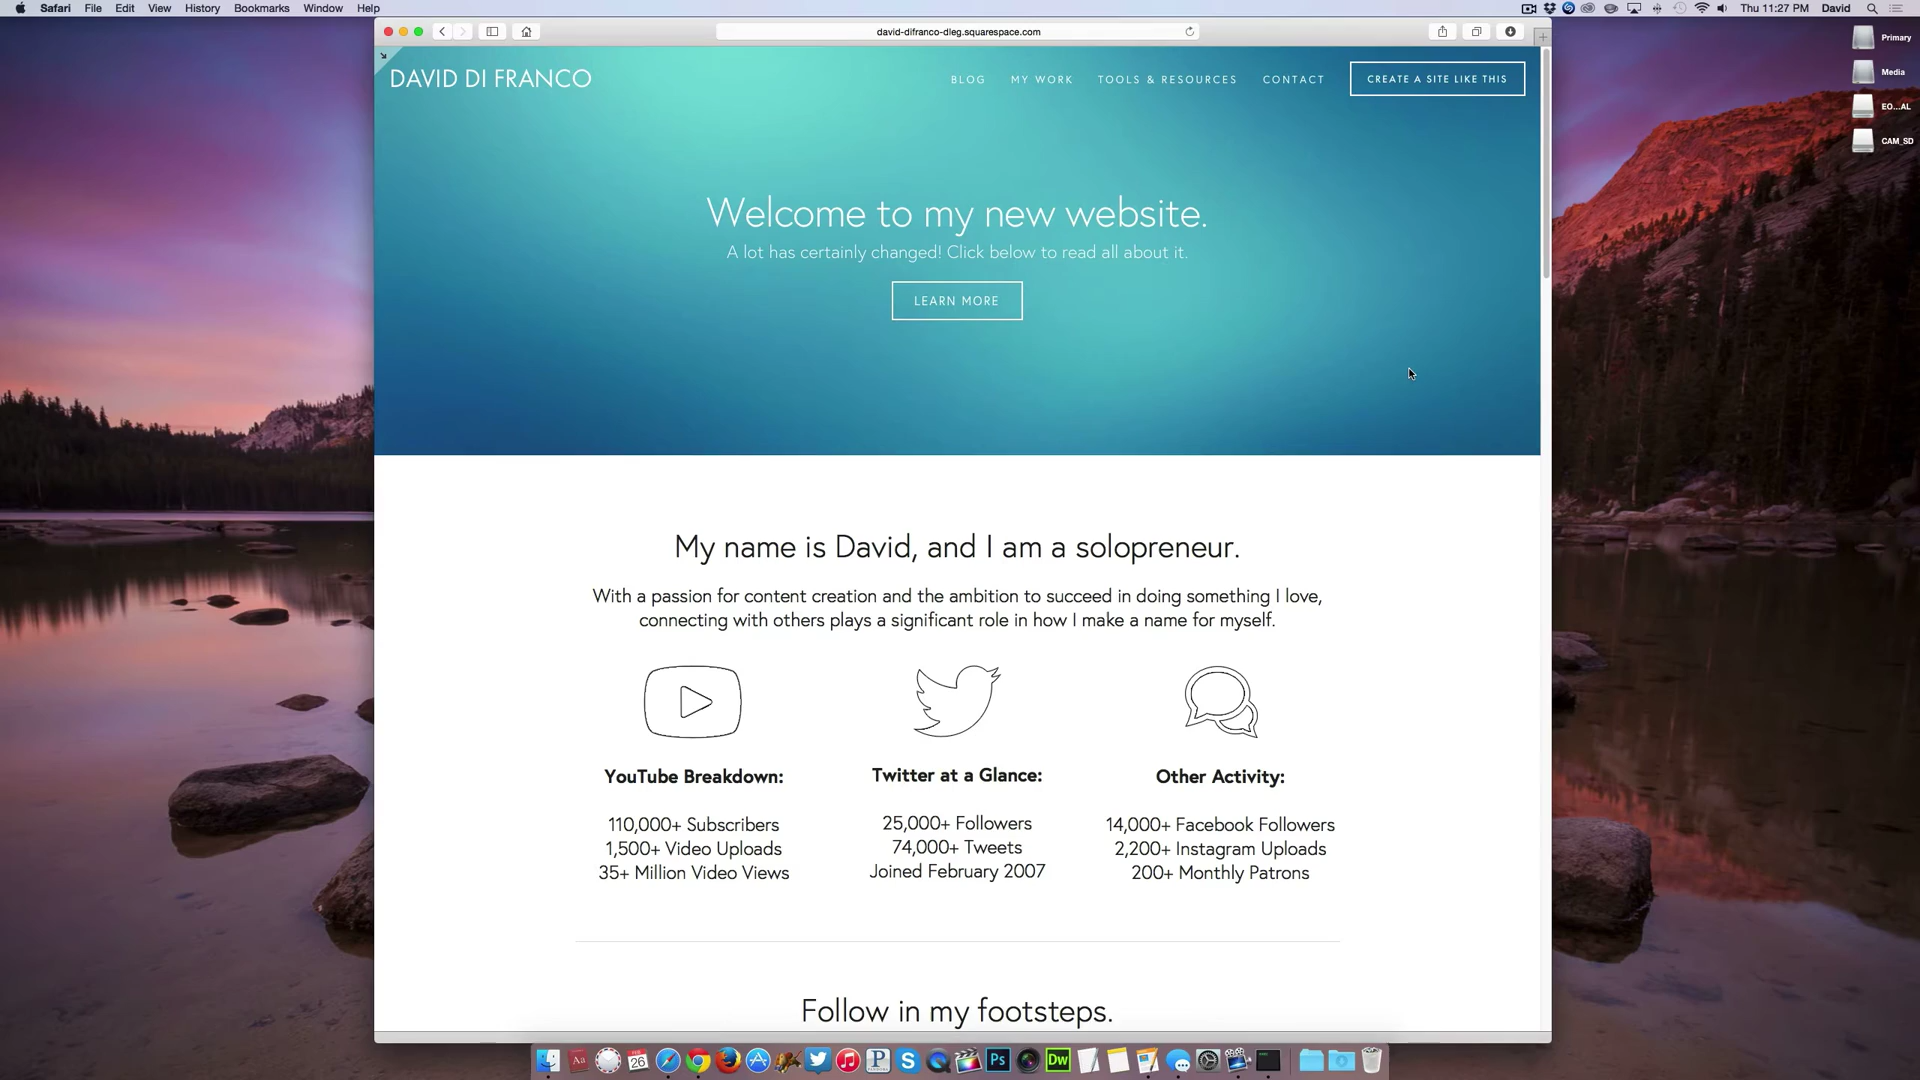 Safari File Edit View History Bookmarks Window Help
Thu 11:27 PM David
david-difranco-dleg.squarespace.com
Primary
Media
EO...AL
CAM_SD
DAVID DI FRANCO
BLOG MY WORK TOOLS & RESOURCES CONTACT CREATE A SITE LIKE THIS
Welcome to my new website.
A lot has certainly changed! Click below to read all about it.
LEARN MORE
My name is David, and I am a solopreneur.
With a passion for content creation and the ambition to succeed in doing something I love,
connecting with others plays a significant role in how I make a name for myself.
YouTube Breakdown:
110,000+ Subscribers
1,500+ Video Uploads
35+ Million Video Views
Twitter at a Glance:
25,000+ Followers
74,000+ Tweets
Joined February 2007
Other Activity:
14,000+ Facebook Followers
2,200+ Instagram Uploads
200+ Monthly Patrons
Follow in my footsteps.
Aa
26
P
S
Ps
Dw